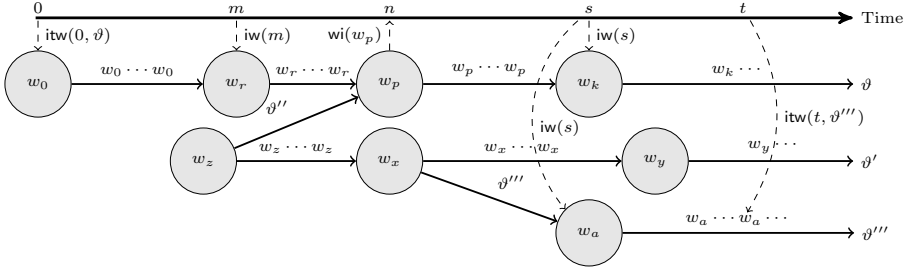 0 m n s t Time
itw(0, ϑ) iw(m) wi(w_p) iw(s)
w_0 w_0 ⋯ w_0 w_r w_r ⋯ w_r w_p w_p ⋯ w_p w_k w_k ⋯ ϑ
ϑ'' iw(s) itw(t, ϑ''')
w_z w_z ⋯ w_z w_x w_x ⋯ w_x w_y w_y ⋯ ϑ'
ϑ'''
w_a w_a ⋯ w_a ⋯ ϑ'''